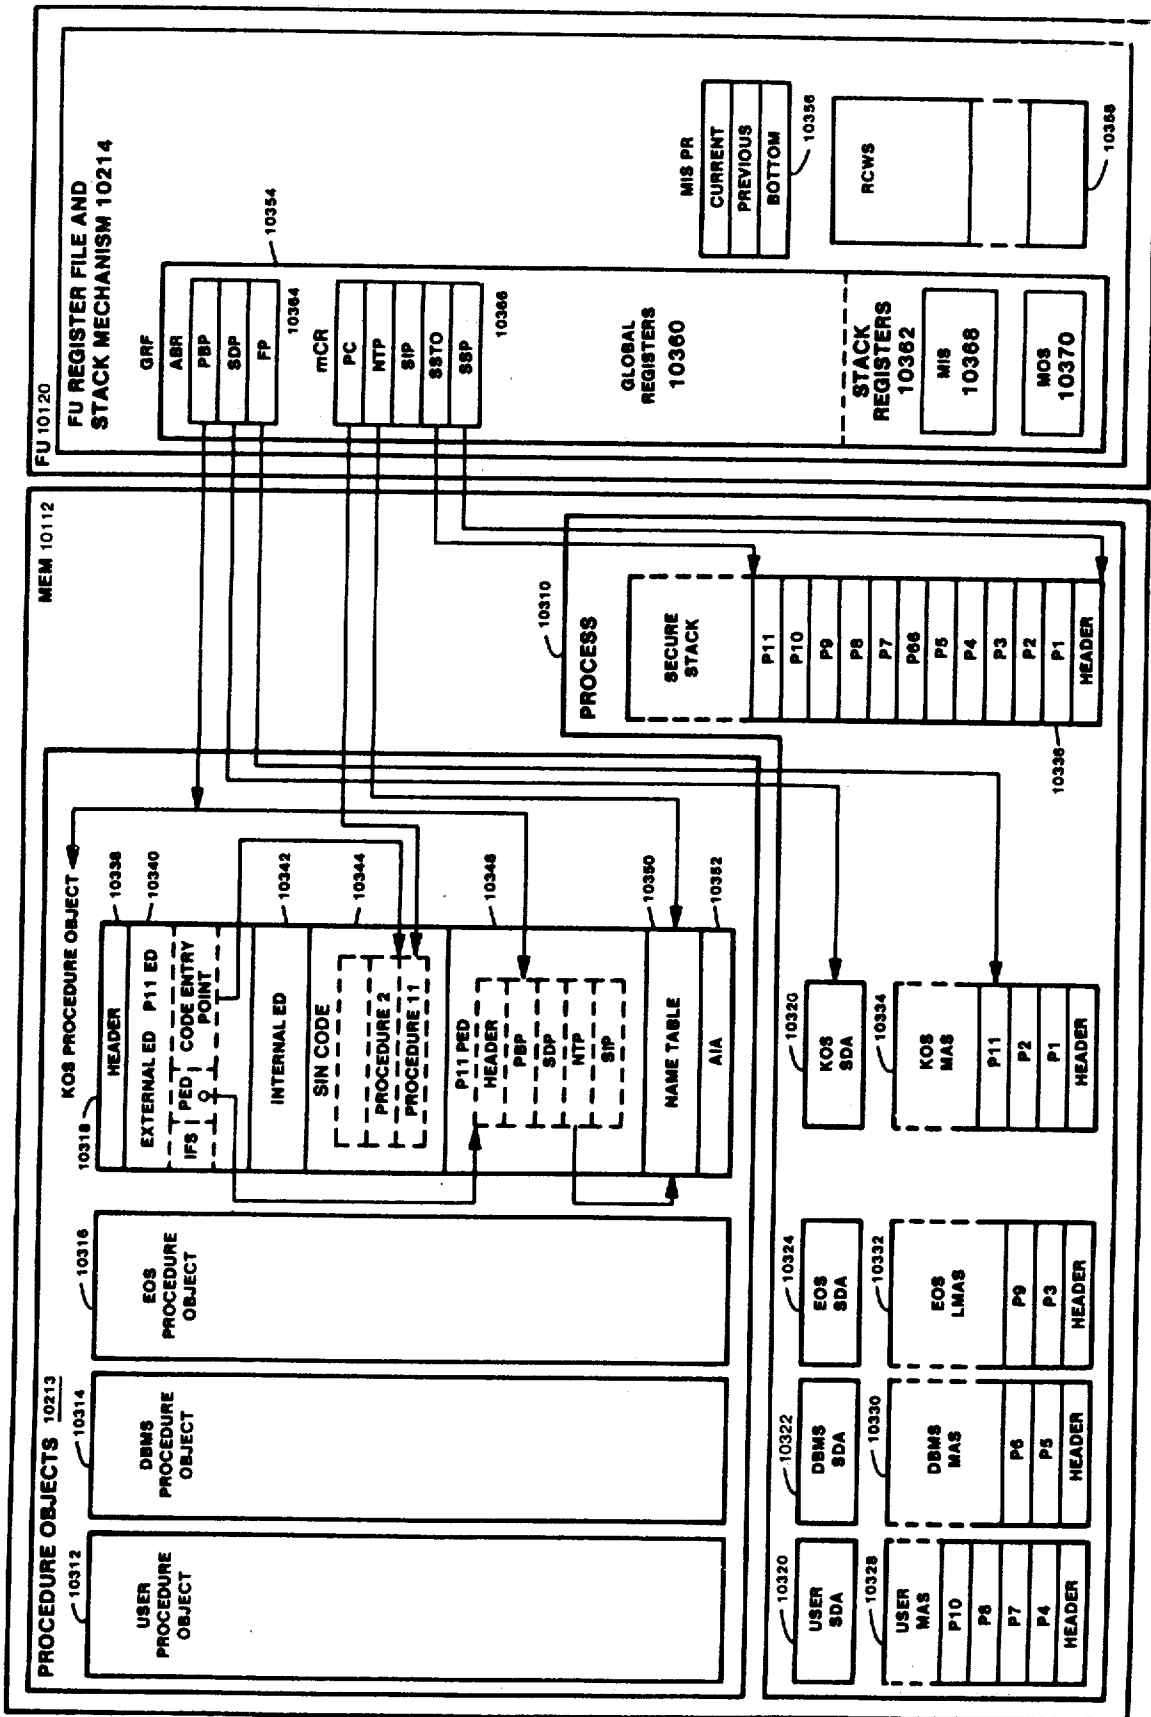 PROCEDURE OBJECTS 10213
10312
USER
PROCEDURE
OBJECT
10314
DBMS
PROCEDURE
OBJECT
10316
EOS
PROCEDURE
OBJECT
KOS PROCEDURE OBJECT
10318
HEADER
10338
EXTERNAL ED P11 ED
10340
IFS PED CODE ENTRY
POINT
INTERNAL ED
10342
SIN CODE
10344
PROCEDURE 2
PROCEDURE 11
P11 PED
HEADER
10348
PBP
SDP
NTP
SIP
NAME TABLE
10350
AIA
10352
MEM 10112
10320
USER
SDA
10322
DBMS
SDA
10324
EOS
SDA
10326
KOS
SDA
10328
USER
MAS
P10
P8
P7
P4
HEADER
10330
DBMS
MAS
P6
P5
HEADER
10332
EOS
LMAS
P9
P3
HEADER
10334
KOS
MAS
P11
P2
P1
HEADER
10310
PROCESS
SECURE
STACK
P11
P10
P9
P8
P7
P66
P5
P4
P3
P2
P1
HEADER
10336
FU 10120
FU REGISTER FILE AND
STACK MECHANISM 10214
GRF
10354
ABR
PBP
SDP
FP
10364
mCR
PC
NTP
SIP
SSTO
SSP
10366
GLOBAL
REGISTERS
10360
STACK
REGISTERS
10362
MIS
10368
MOS
10370
MIS PR
CURRENT
PREVIOUS
BOTTOM
10356
RCWS
10358